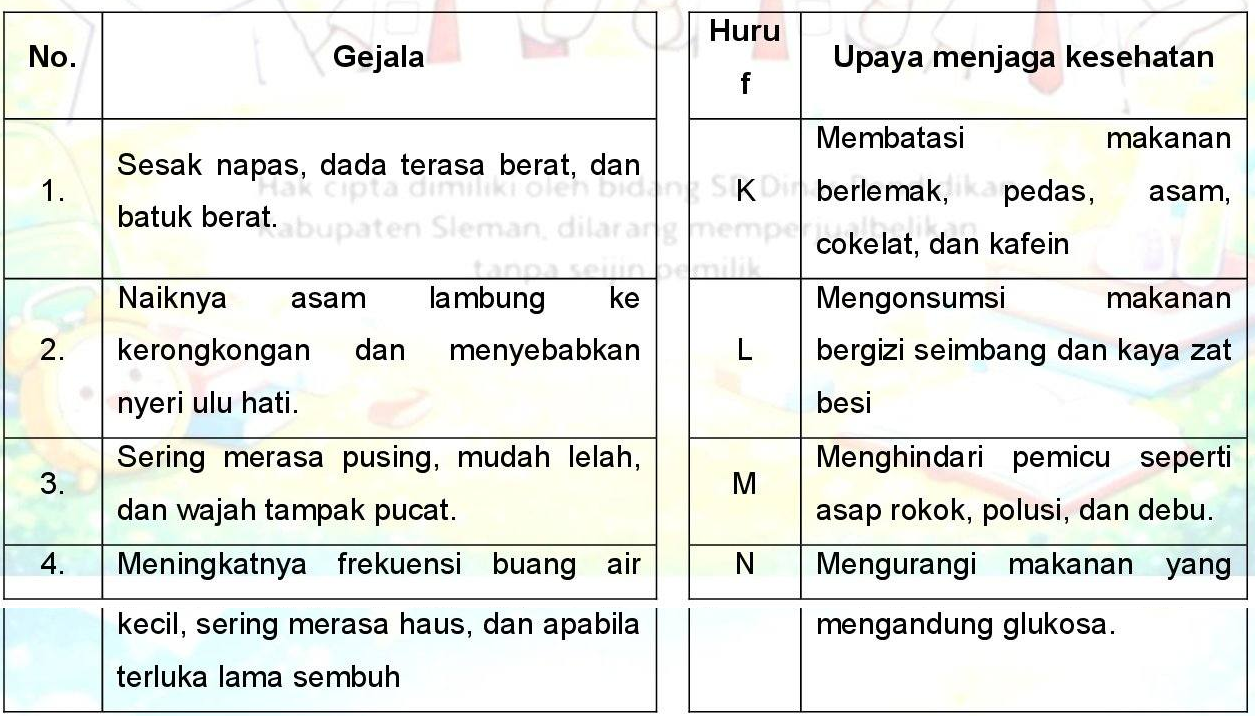 No.
Gejala
1.
Sesak napas, dada terasa berat, dan
batuk berat.
2.
Naiknya asam lambung ke
kerongkongan dan menyebabkan
nyeri ulu hati.
3.
Sering merasa pusing, mudah lelah,
dan wajah tampak pucat.
4.
Meningkatnya frekuensi buang air
kecil, sering merasa haus, dan apabila
terluka lama sembuh
Huru
f
Upaya menjaga kesehatan
K
Membatasi makanan
berlemak, pedas, asam,
cokelat, dan kafein
L
Mengonsumsi makanan
bergizi seimbang dan kaya zat
besi
M
Menghindari pemicu seperti
asap rokok, polusi, dan debu.
N
Mengurangi makanan yang
mengandung glukosa.
Hak cipta dimiliki oleh bidang SD Dinas Pendidikan
Kabupaten Sleman, dilarang memperjualbelikan
tanpa seijin pemilik